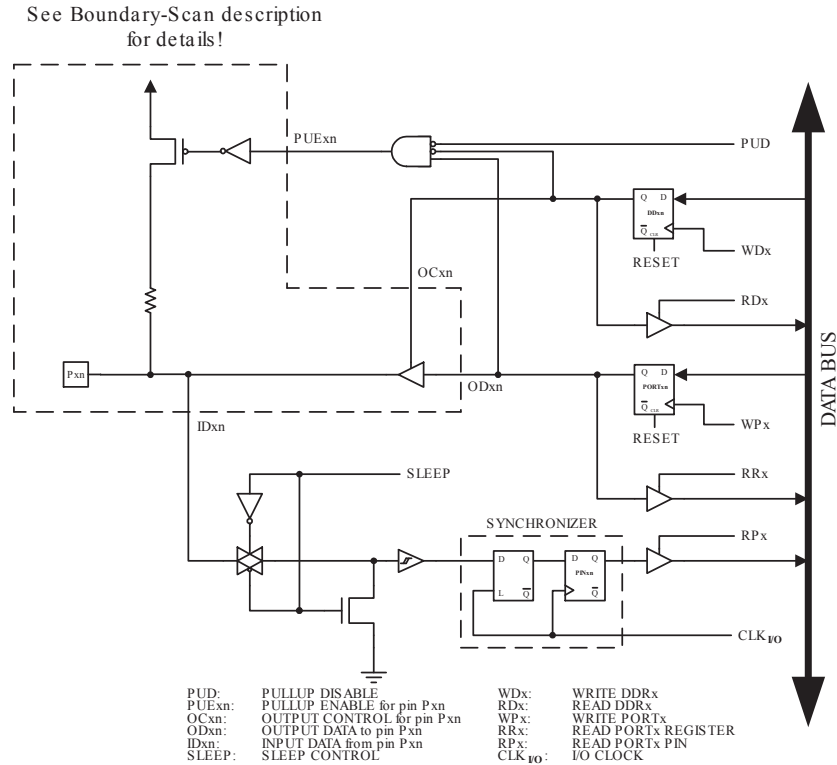 See Boundary-Scan description
for details!
PUExn
PUD
Q D
DDxn
Q CLR
WDx
RESET
OCxn
RDx
Pxn
ODxn
Q D
PORTxn
Q CLR
WPx
RESET
IDxn
DATA BUS
SLEEP
RRx
SYNCHRONIZER
RPx
D Q
L Q
D Q
PINxn
Q
CLK I/O
PUD: PULLUP DISABLE
PUExn: PULLUP ENABLE for pin Pxn
OCxn: OUTPUT CONTROL for pin Pxn
ODxn: OUTPUT DATA to pin Pxn
IDxn: INPUT DATA from pin Pxn
SLEEP: SLEEP CONTROL
WDx: WRITE DDRx
RDx: READ DDRx
WPx: WRITE PORTx
RRx: READ PORTx REGISTER
RPx: READ PORTx PIN
CLK I/O: I/O CLOCK